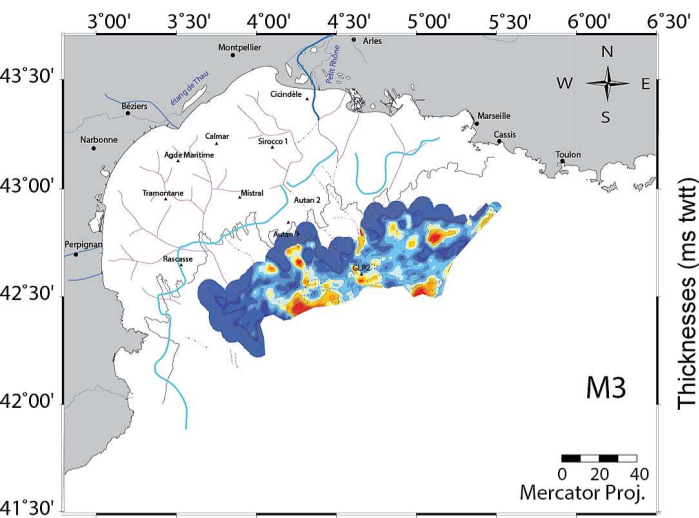 3°00' 3°30' 4°00' 4°30' 5°00' 5°30' 6°00' 6°30'
43°30'
43°00'
42°30'
42°00'
41°30'
Montpellier
Arles
Petit Rhône
étang de Thau
N
W E
S
Cicindèle
Béziers
Marseille
Narbonne
Calmar
Sirocco 1
Cassis
Agde Maritime
Toulon
Tramontane
Mistral
Autan 2
Autan 1
Perpignan
Rascasse
GLP2
M3
0 20 40
Mercator Proj.
Thicknessses (ms twtt)